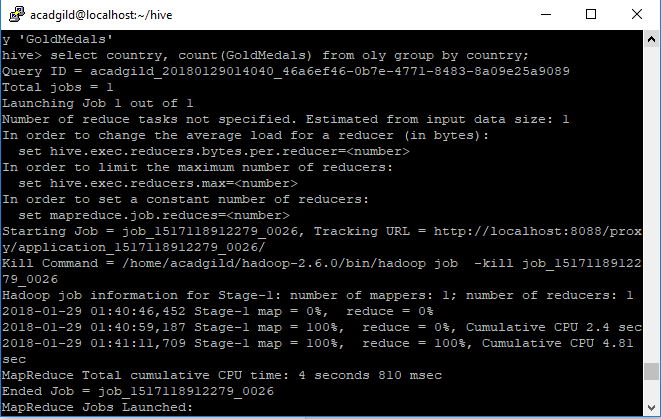 acadgild@localhost:~/hive
y 'GoldMedals'
hive> select country, count(GoldMedals) from oly group by country;
Query ID = acadgild_20180129014040_46a6ef46-0b7e-4771-8483-8a09e25a9089
Total jobs = 1
Launching Job 1 out of 1
Number of reduce tasks not specified. Estimated from input data size: 1
In order to change the average load for a reducer (in bytes):
  set hive.exec.reducers.bytes.per.reducer=<number>
In order to limit the maximum number of reducers:
  set hive.exec.reducers.max=<number>
In order to set a constant number of reducers:
  set mapreduce.job.reduces=<number>
Starting Job = job_1517118912279_0026, Tracking URL = http://localhost:8088/prox
y/application_1517118912279_0026/
Kill Command = /home/acadgild/hadoop-2.6.0/bin/hadoop job  -kill job_15171189122
79_0026
Hadoop job information for Stage-1: number of mappers: 1; number of reducers: 1
2018-01-29 01:40:46,452 Stage-1 map = 0%,  reduce = 0%
2018-01-29 01:40:59,187 Stage-1 map = 100%,  reduce = 0%, Cumulative CPU 2.4 sec
2018-01-29 01:41:11,709 Stage-1 map = 100%,  reduce = 100%, Cumulative CPU 4.81
sec
MapReduce Total cumulative CPU time: 4 seconds 810 msec
Ended Job = job_1517118912279_0026
MapReduce Jobs Launched: